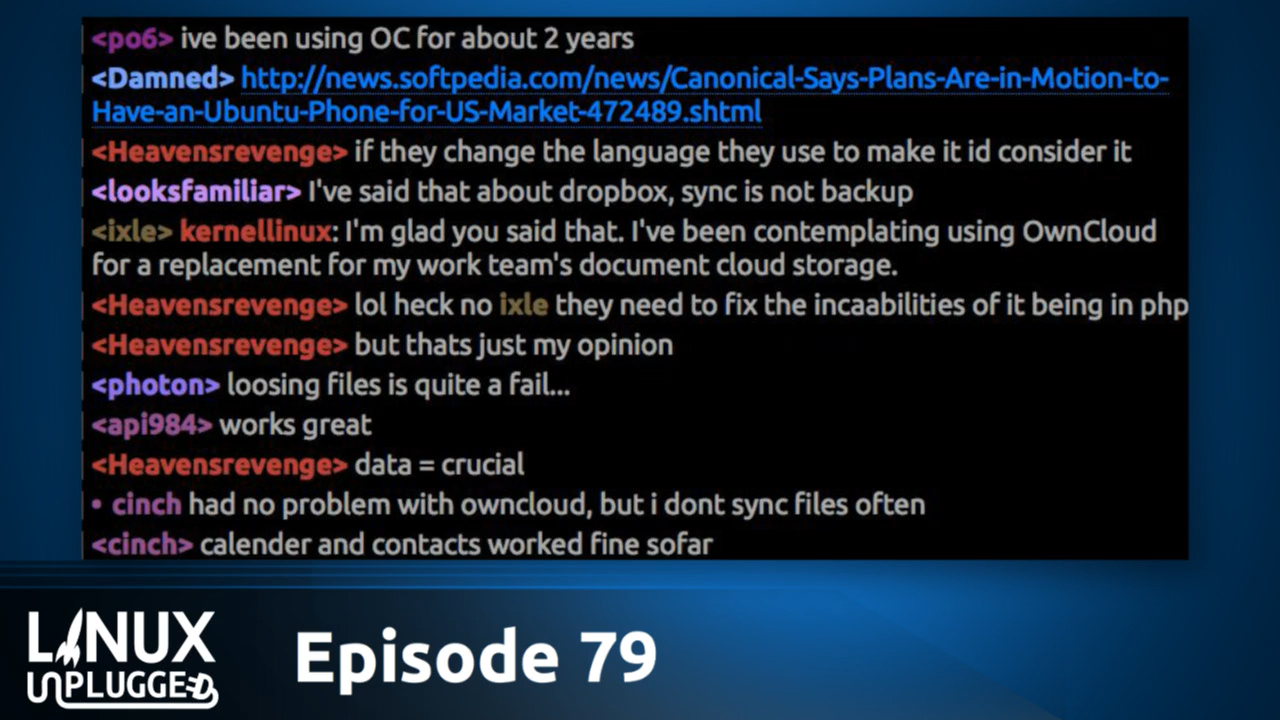 <po6> ive been using OC for about 2 years
<Damned> http://news.softpedia.com/news/Canonical-Says-Plans-Are-in-Motion-to-
Have-an-Ubuntu-Phone-for-US-Market-472489.shtml
<Heavensrevenge> if they change the language they use to make it id consider it
<looksfamiliar> I've said that about dropbox, sync is not backup
<ixle> kernellinux: I'm glad you said that. I've been contemplating using OwnCloud
for a replacement for my work team's document cloud storage.
<Heavensrevenge> lol heck no ixle they need to fix the incaabilities of it being in php
<Heavensrevenge> but thats just my opinion
<photon> loosing files is quite a fail...
<api984> works great
<Heavensrevenge> data = crucial
• cinch had no problem with owncloud, but i dont sync files often
<cinch> calender and contacts worked fine sofar
LINUX
UNPLUGGED
Episode 79